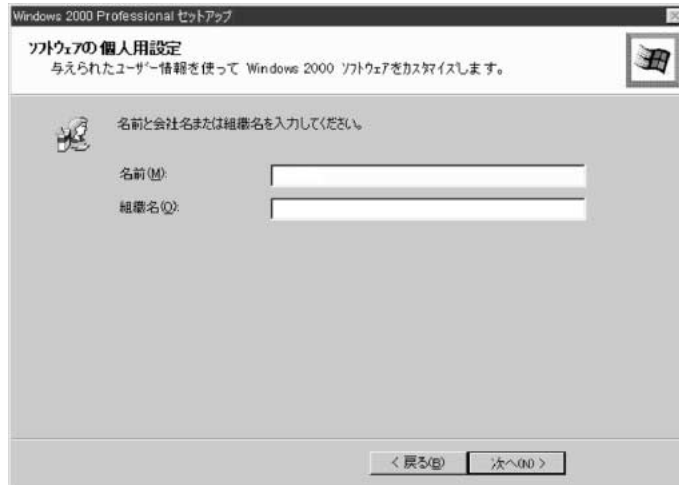 Windows 2000 Professional セットアップ
ソフトウェアの個人用設定
与えられたユーザー情報を使って Windows 2000 ソフトウェアをカスタマイズします。
名前と会社名または組織名を入力してください。
名前(M):
組織名(O):
< 戻る(B)
次へ(N) >